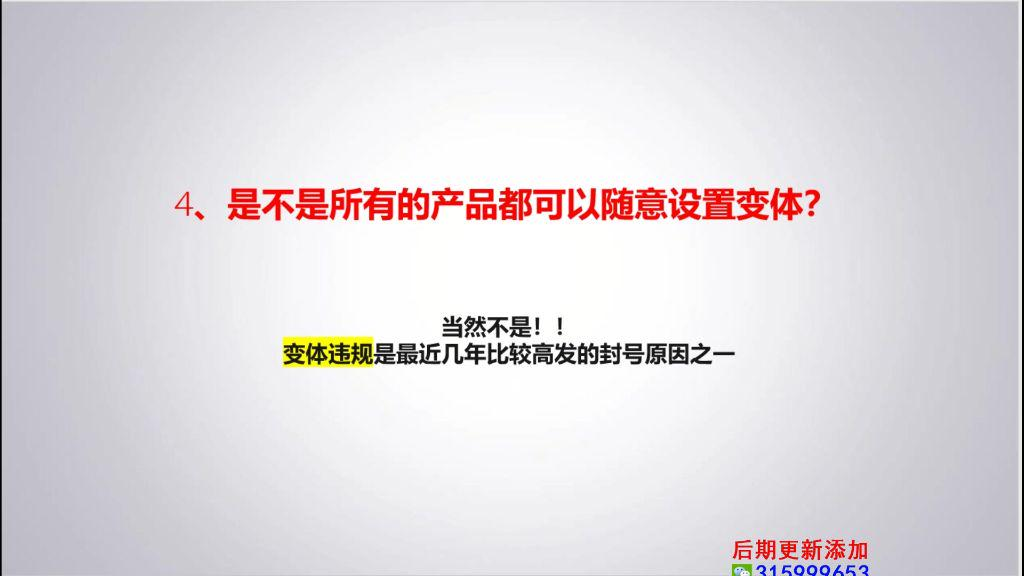 4、是不是所有的产品都可以随意设置变体?
当然不是！！
变体违规是最近几年比较高发的封号原因之一
后期更新添加
315999653